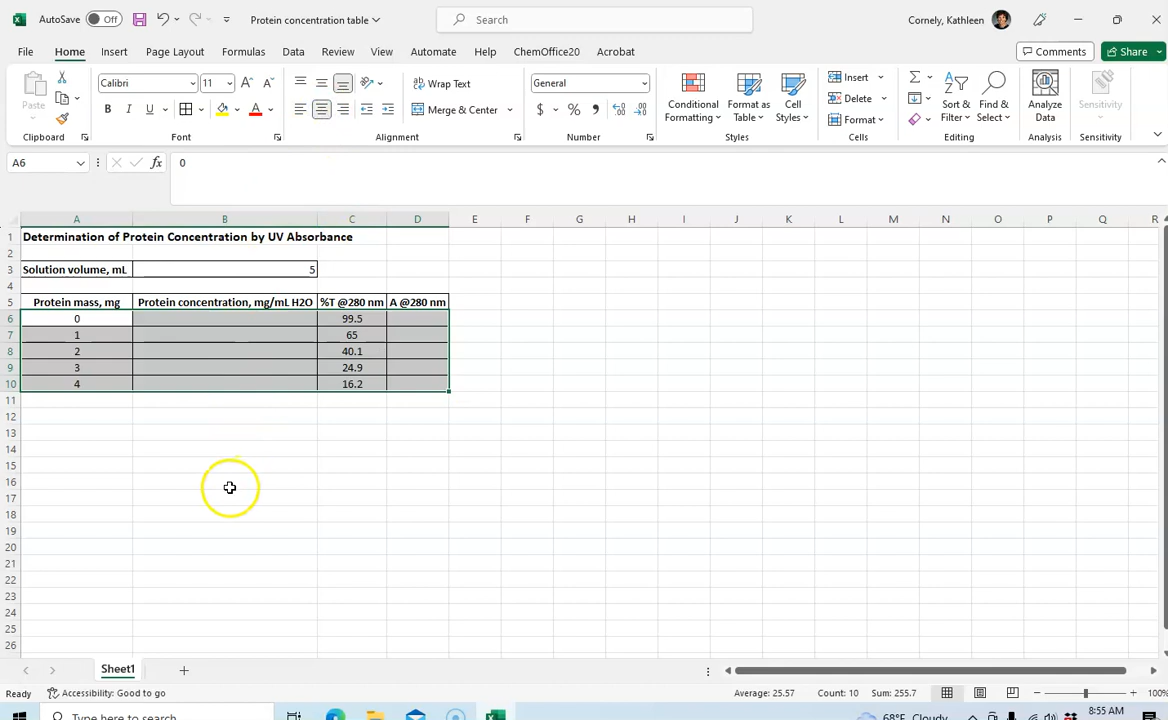 AutoSave Off Protein concentration table Search Cornely, Kathleen
File Home Insert Page Layout Formulas Data Review View Automate Help ChemOffice20 Acrobat Comments Share
Paste Calibri 11 Wrap Text General Conditional Formatting Format as Table Cell Styles Insert Sort & Filter Find & Select Analyze Data Sensitivity
B I U Merge & Center $ % Delete
Format
Clipboard Font Alignment Number Styles Cells Editing Analysis Sensitivity
A6 fx 0
A B C D E F G H I J K L M N O P Q R
1 Determination of Protein Concentration by UV Absorbance
2
3 Solution volume, mL 5
4
5 Protein mass, mg Protein concentration, mg/mL H2O %T @280 nm A @280 nm
6 0 99.5
7 1 65
8 2 40.1
9 3 24.9
10 4 16.2
11
12
13
14
15
16
17
18
19
20
21
22
23
24
25
26
Sheet1
Ready Accessibility: Good to go Average: 25.57 Count: 10 Sum: 255.7 100%
Type here to search 68°F Cloudy 8:55 AM